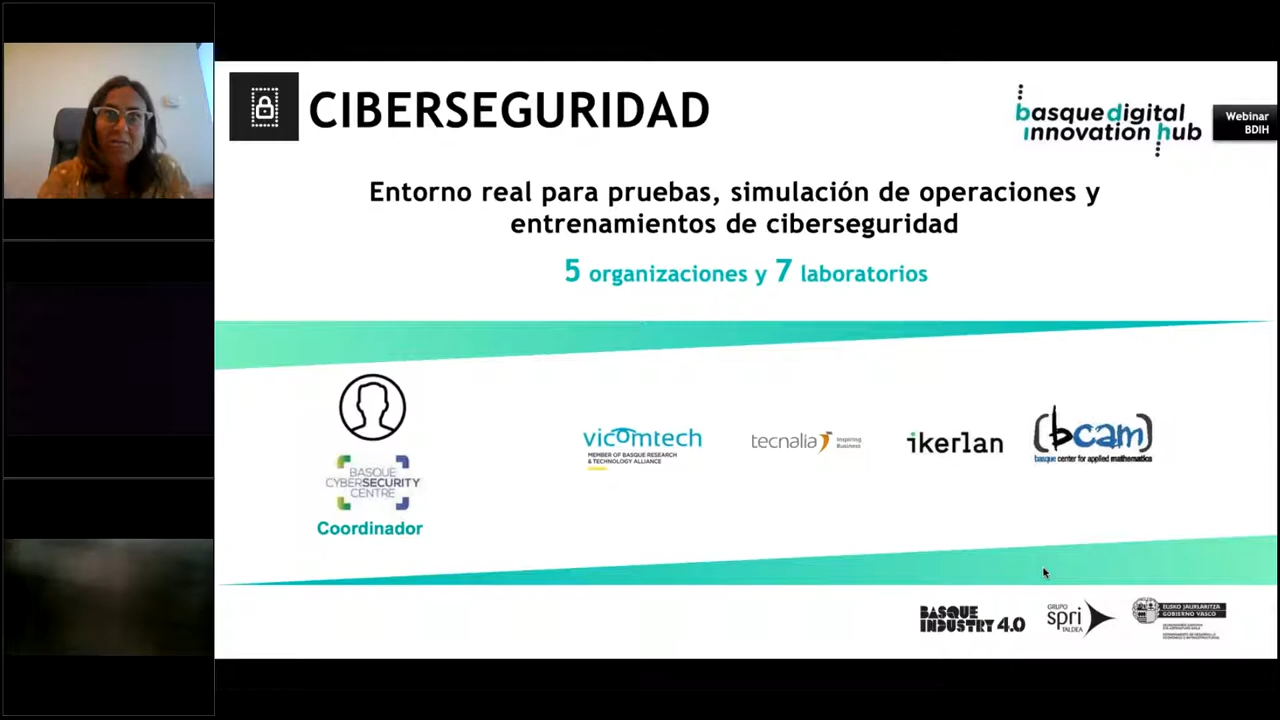 CIBERSEGURIDAD
basque digital
innovation hub
Webinar
BDIH
Entorno real para pruebas, simulación de operaciones y
entrenamientos de ciberseguridad
5 organizaciones y 7 laboratorios
BASQUE
CYBERSECURITY
CENTRE
Coordinador
vicomtech
MEMBER OF BASQUE RESEARCH
& TECHNOLOGY ALLIANCE
tecnalia Inspiring
Business
ikerlan
bcam
basque center for applied mathematics
BASQUE
INDUSTRY 4.0
GRUPO
spri
TALDEA
EUSKO JAURLARITZA
GOBIERNO VASCO